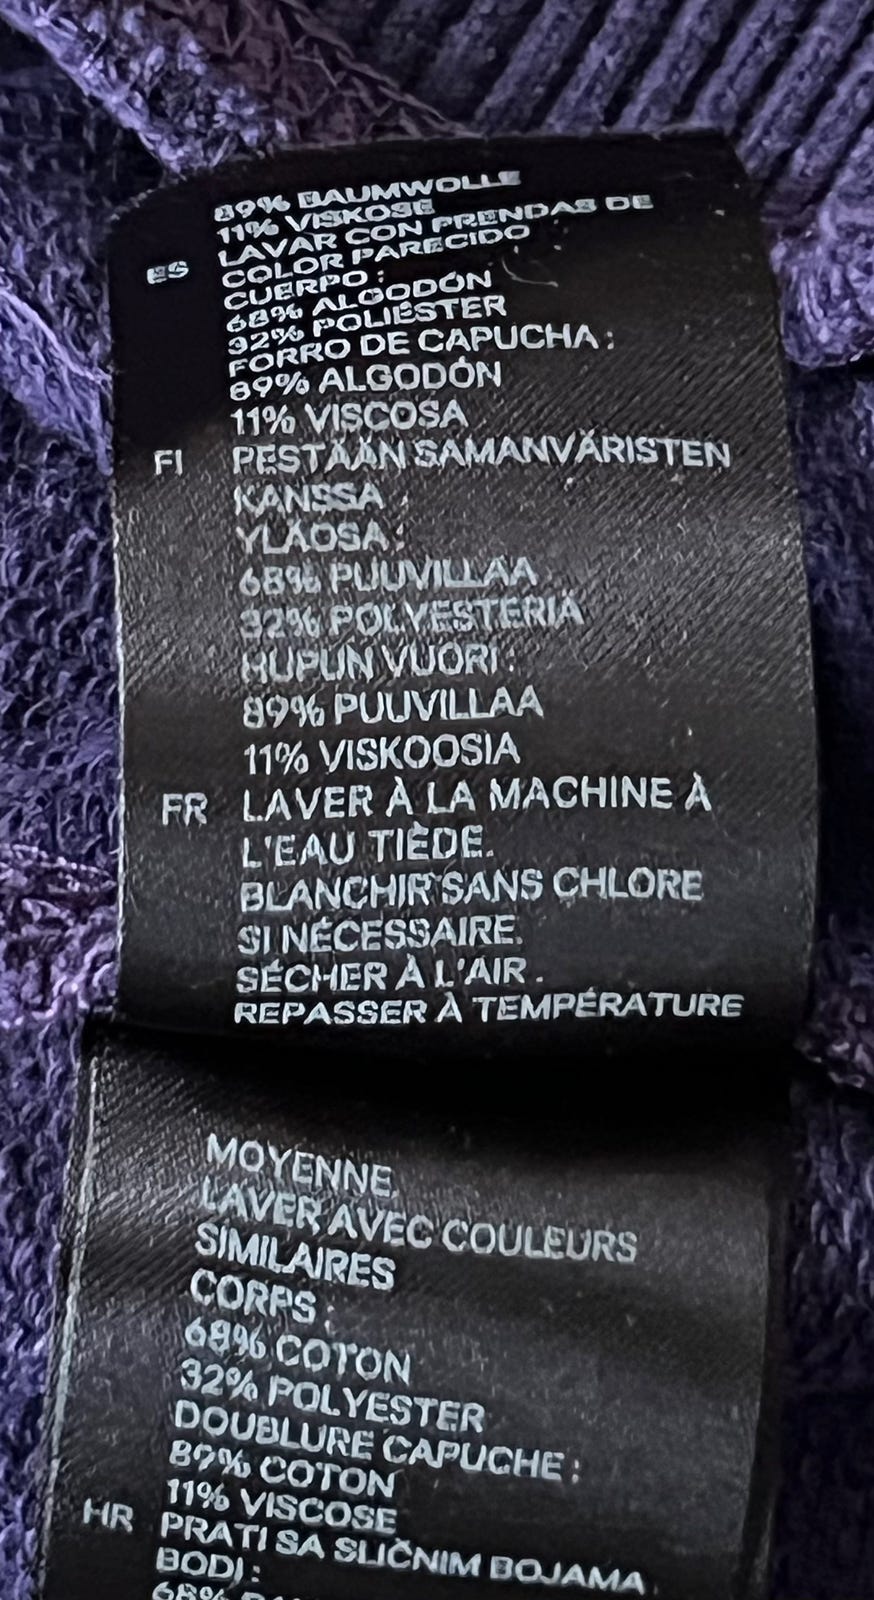 89% BAUMWOLLE
11% VISKOSE
ES LAVAR CON PRENDAS DE
COLOR PARECIDO
CUERPO :
68% ALGODÓN
32% POLIÉSTER
FORRO DE CAPUCHA :
89% ALGODÓN
11% VISCOSA
FI PESTÄÄN SAMANVÄRISTEN
KANSSA
YLÄOSA :
68% PUUVILLAA
32% POLYESTERIÄ
HUPUN VUORI :
89% PUUVILLAA
11% VISKOOSIA
FR LAVER À LA MACHINE À
L'EAU TIÈDE.
BLANCHIR SANS CHLORE
SI NÉCESSAIRE.
SÉCHER À L'AIR .
REPASSER À TEMPÉRATURE
MOYENNE.
LAVER AVEC COULEURS
SIMILAIRES
CORPS :
68% COTON
32% POLYESTER
DOUBLURE CAPUCHE :
89% COTON
11% VISCOSE
HR PRATI SA SLIČNIM BOJAMA
BODI :
68%